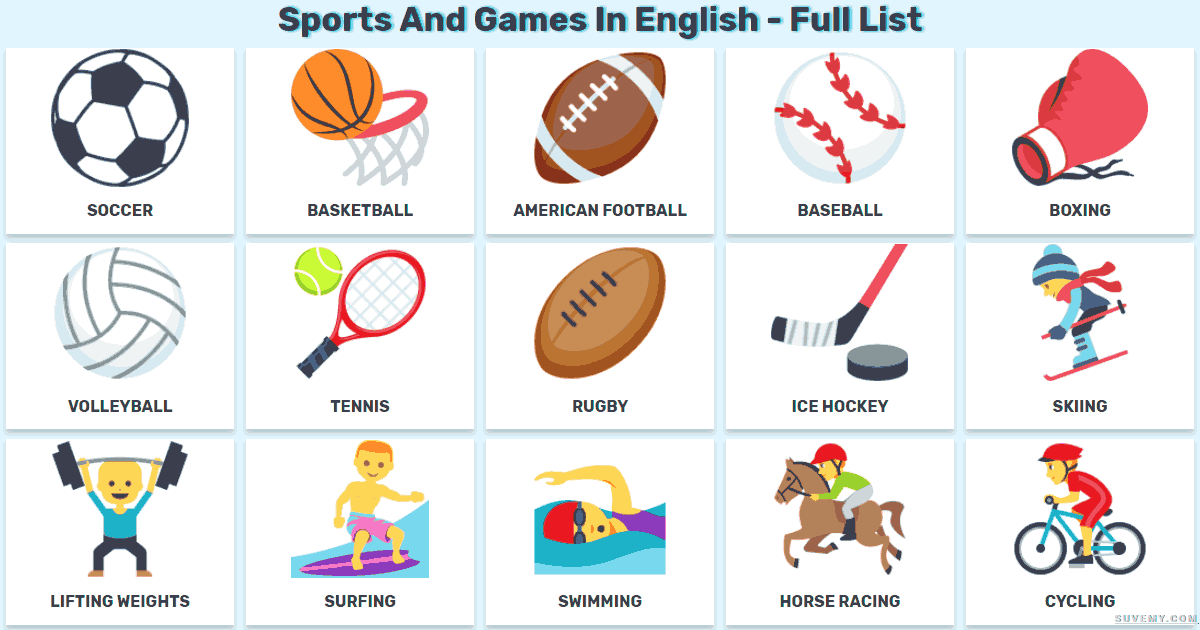 Sports And Games In English - Full List
SOCCER
BASKETBALL
AMERICAN FOOTBALL
BASEBALL
BOXING
VOLLEYBALL
TENNIS
RUGBY
ICE HOCKEY
SKIING
LIFTING WEIGHTS
SURFING
SWIMMING
HORSE RACING
CYCLING
SUVEMY.COM